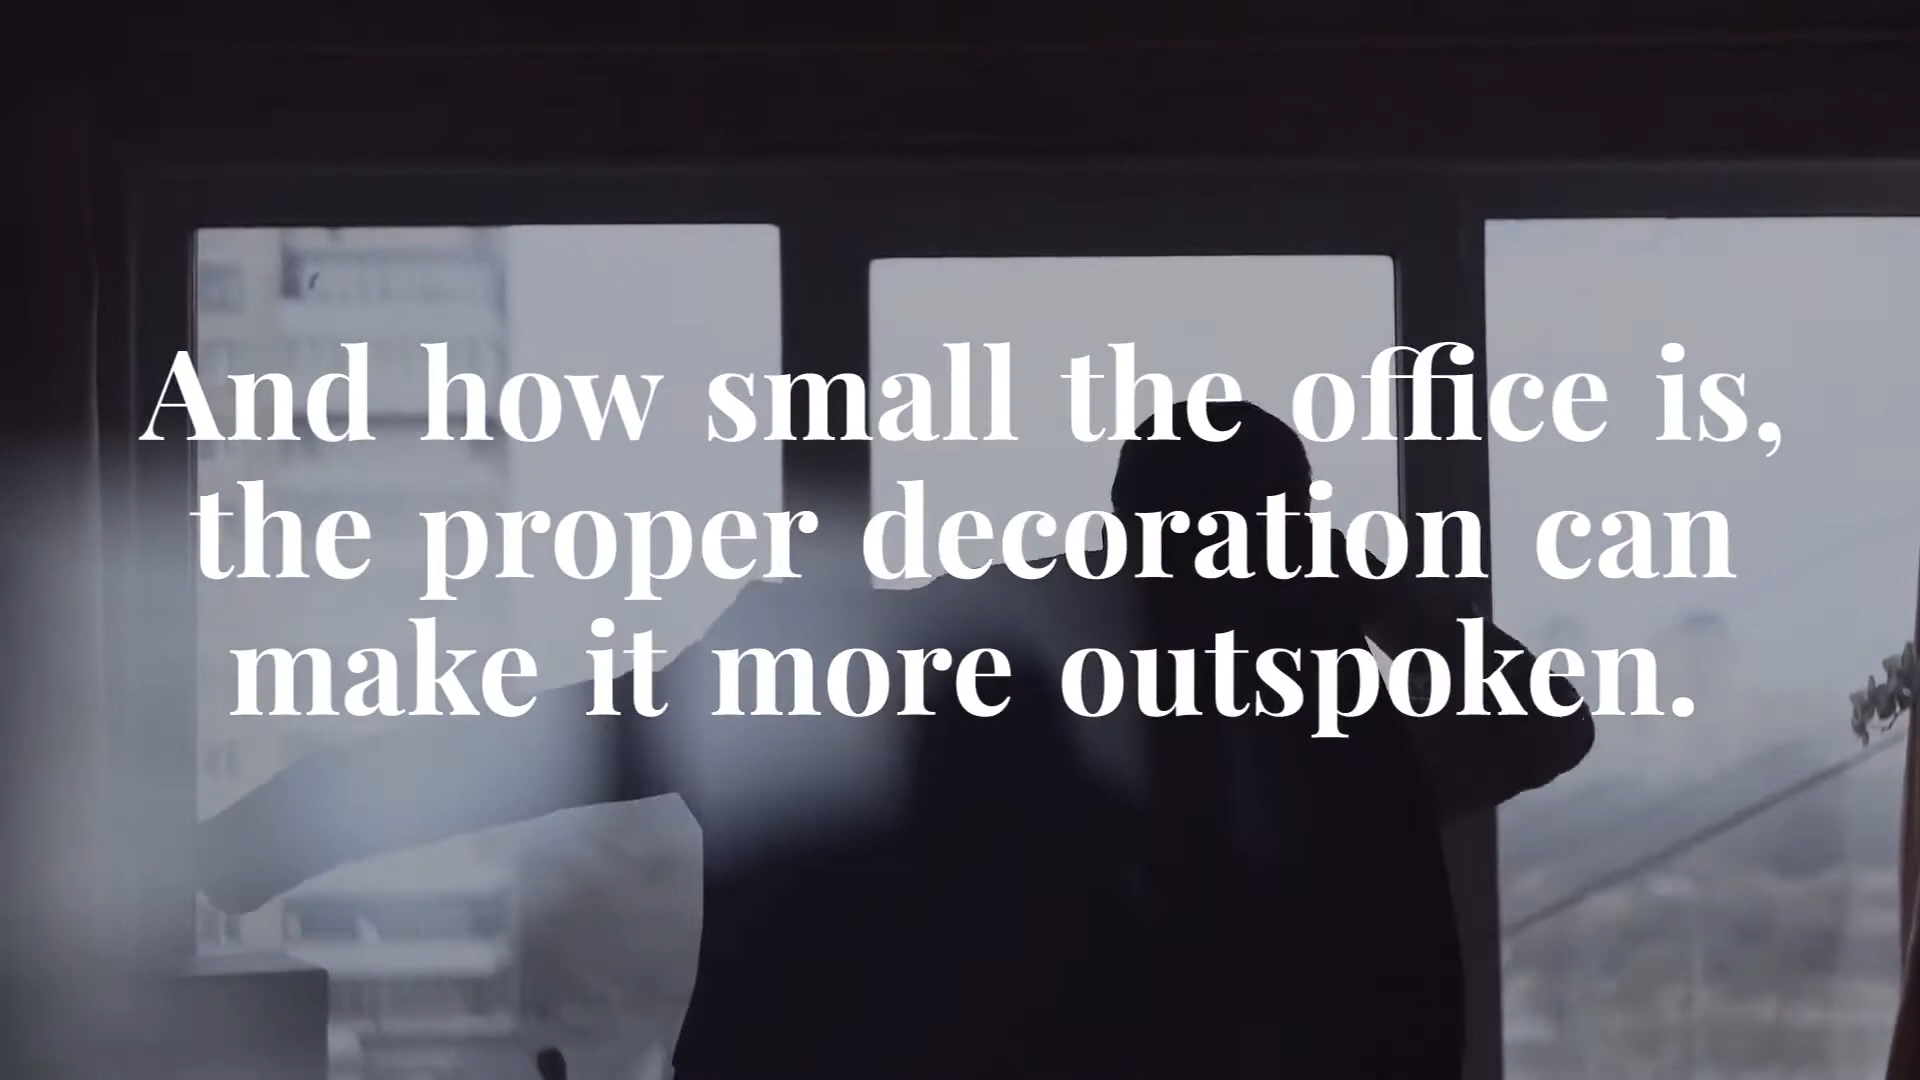 And how small the office is,
the proper decoration can
make it more outspoken.